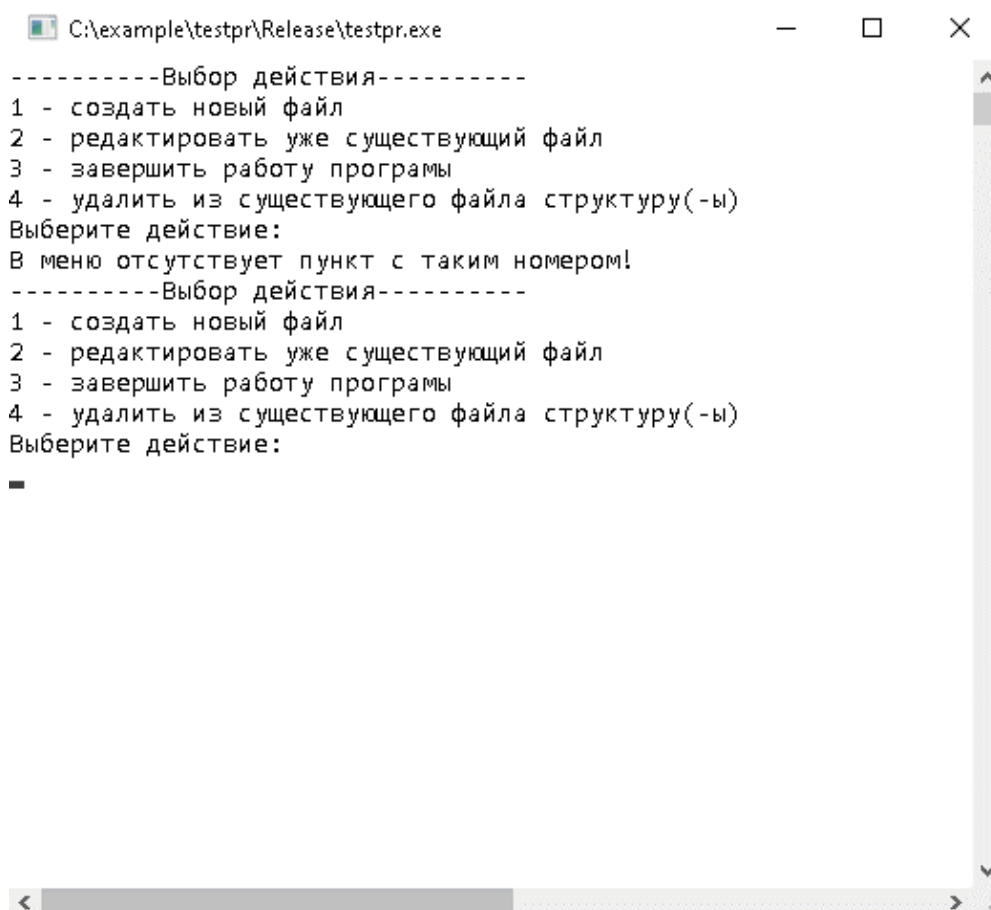 C:\example\testpr\Release\testpr.exe
----------Выбор действия----------
1 - создать новый файл
2 - редактировать уже существующий файл
3 - завершить работу програмы
4 - удалить из существующего файла структуру(-ы)
Выберите действие:
В меню отсутствует пункт с таким номером!
----------Выбор действия----------
1 - создать новый файл
2 - редактировать уже существующий файл
3 - завершить работу програмы
4 - удалить из существующего файла структуру(-ы)
Выберите действие: